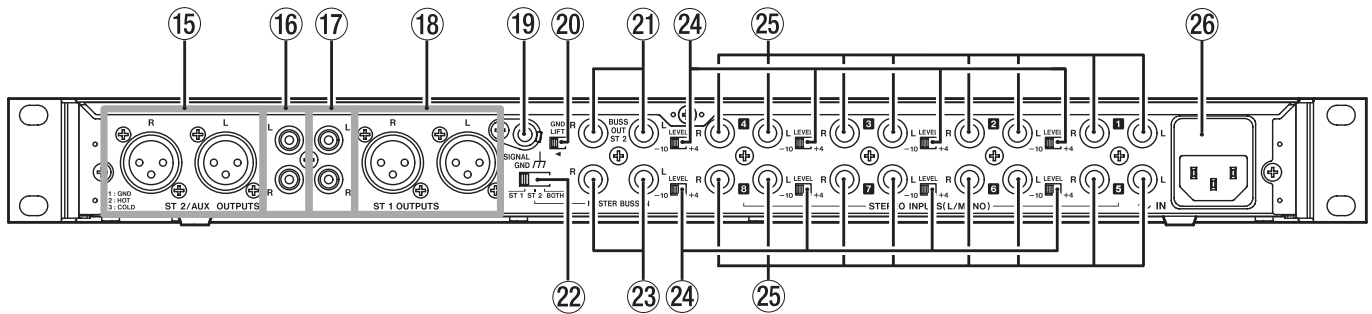 15 16 17 18 19 20 21 24 25 26
R L L L R L
GND LIFT
R BUSS OUT ST 2 L
-10 LEVEL +4
R 4 L
-10 LEVEL +4
R 3 L
-10 LEVEL +4
R 2 L
-10 LEVEL +4
R 1 L
SIGNAL GND
1 : GND
2 : HOT
3 : COLD
ST 2/AUX OUTPUTS
R R
ST 1 OUTPUTS
ST 1 ST 2 BOTH
R L
MASTER BUSS IN
-10 LEVEL +4
R 8 L
-10 LEVEL +4
R 7 L
-10 LEVEL +4
R 6 L
-10 LEVEL +4
R 5 L
STEREO INPUTS(L/MONO)
~ IN
22 23 24 25